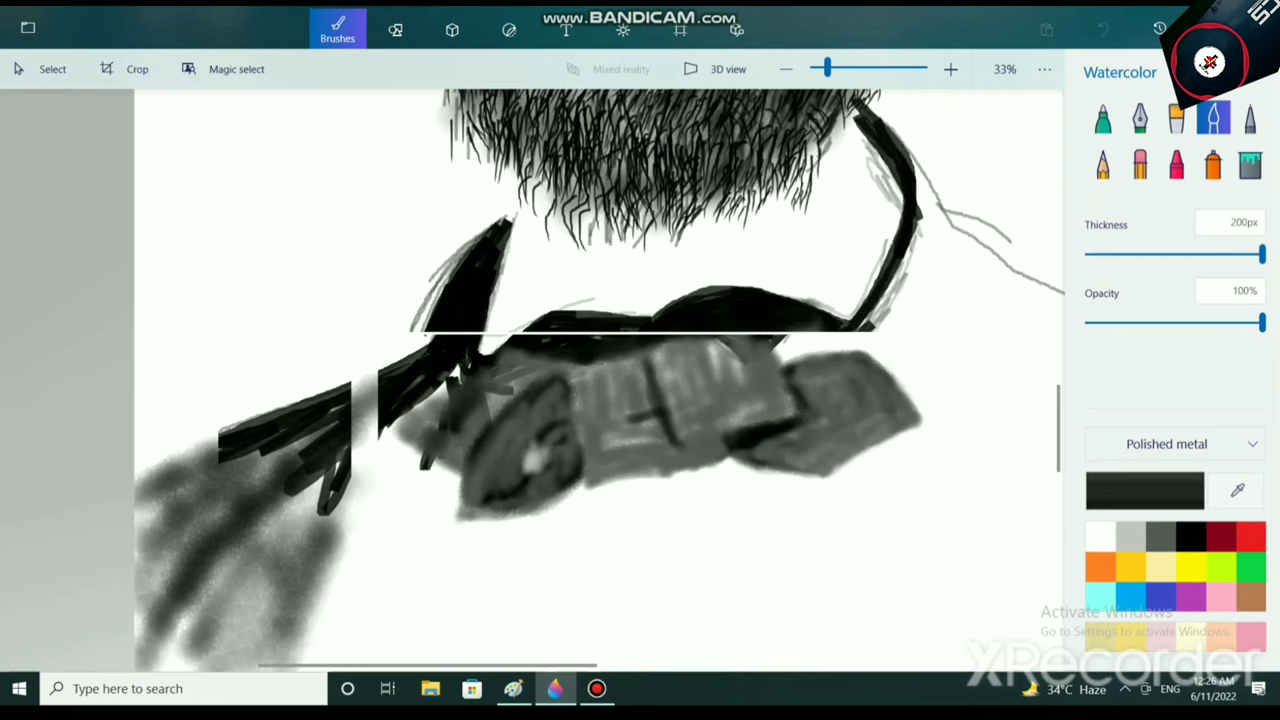 www.BANDICAM.com
Brushes
Select
Crop
Magic select
Mixed reality
3D view
33%
Watercolor
Thickness
200px
Opacity
100%
Polished metal
Activate Windows
Go to Settings to activate Windows.
XRecorder
Type here to search
34°C Haze
ENG
12:26 AM
6/11/2022